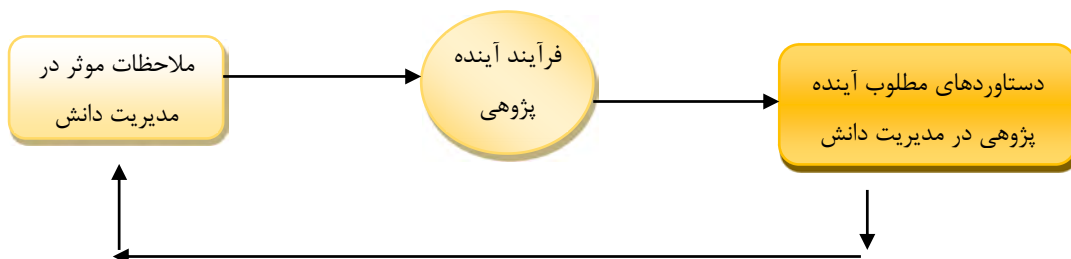 ملاحظات موثر در
مدیریت دانش
فرآیند آینده
پژوهی
دستاوردهای مطلوب آینده
پژوهی در مدیریت دانش